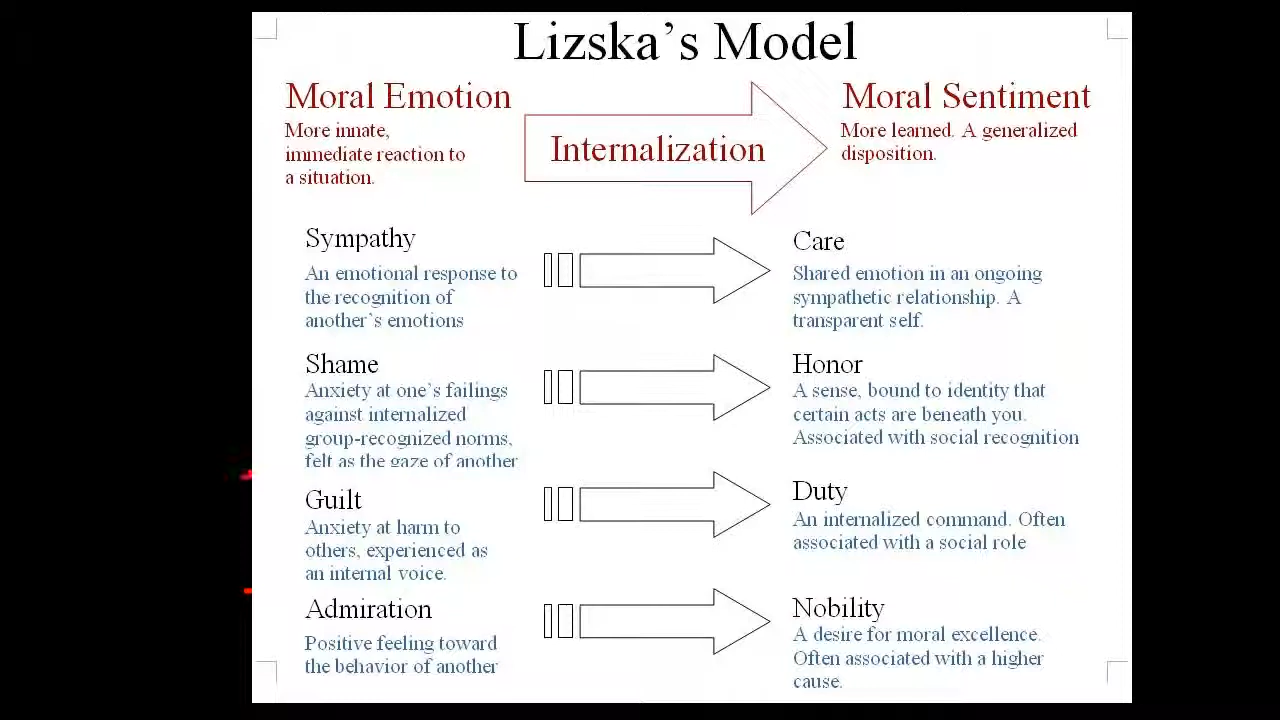 Lizska's Model
Moral Emotion
More innate,
immediate reaction to
a situation.
Internalization
Moral Sentiment
More learned. A generalized
disposition.
Sympathy
An emotional response to
the recognition of
another's emotions
Care
Shared emotion in an ongoing
sympathetic relationship. A
transparent self.
Shame
Anxiety at one's failings
against internalized
group-recognized norms,
felt as the gaze of another
Honor
A sense, bound to identity that
certain acts are beneath you.
Associated with social recognition
Guilt
Anxiety at harm to
others, experienced as
an internal voice.
Duty
An internalized command. Often
associated with a social role
Admiration
Positive feeling toward
the behavior of another
Nobility
A desire for moral excellence.
Often associated with a higher
cause.